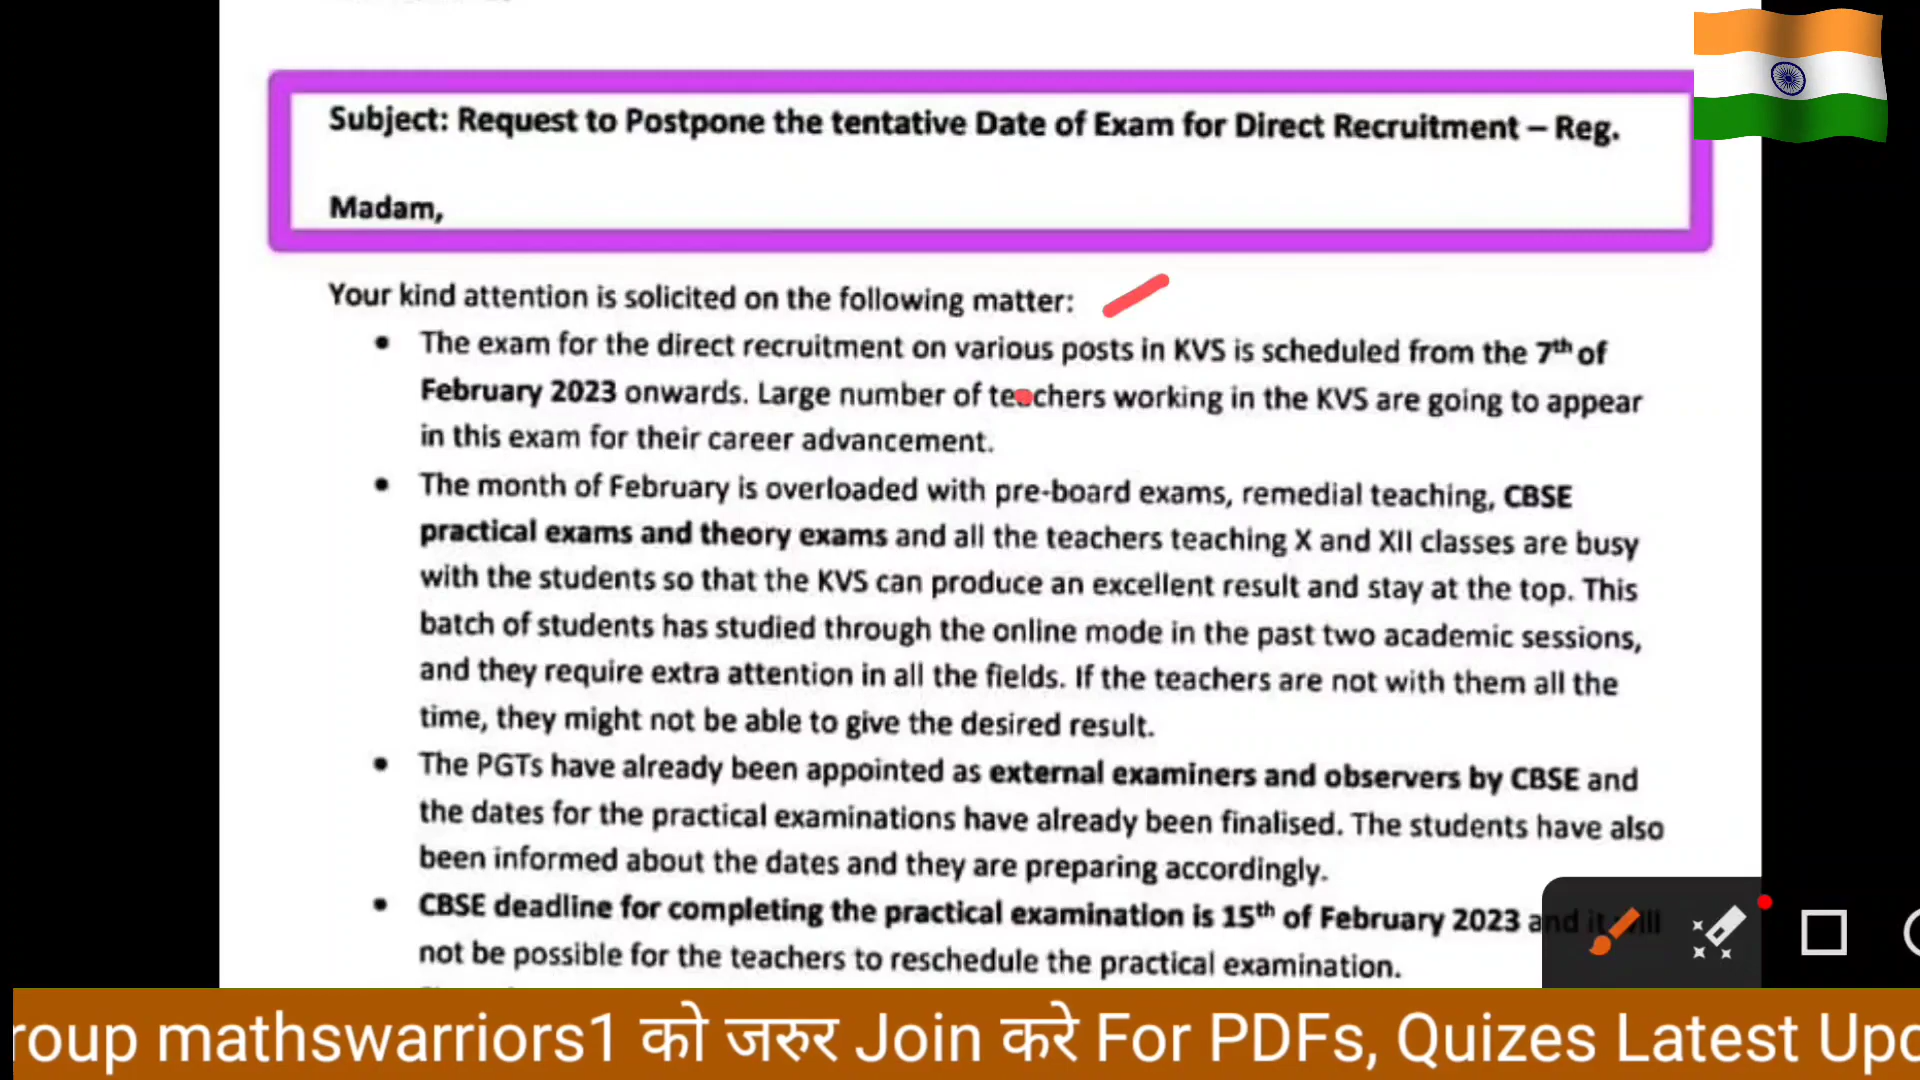 Subject: Request to Postpone the tentative Date of Exam for Direct Recruitment – Reg.
Madam,
Your kind attention is solicited on the following matter:
• The exam for the direct recruitment on various posts in KVS is scheduled from the 7th of
February 2023 onwards. Large number of teachers working in the KVS are going to appear
in this exam for their career advancement.
• The month of February is overloaded with pre-board exams, remedial teaching, CBSE
practical exams and theory exams and all the teachers teaching X and XII classes are busy
with the students so that the KVS can produce an excellent result and stay at the top. This
batch of students has studied through the online mode in the past two academic sessions,
and they require extra attention in all the fields. If the teachers are not with them all the
time, they might not be able to give the desired result.
• The PGTs have already been appointed as external examiners and observers by CBSE and
the dates for the practical examinations have already been finalised. The students have also
been informed about the dates and they are preparing accordingly.
• CBSE deadline for completing the practical examination is 15th of February 2023 and it will
not be possible for the teachers to reschedule the practical examination.
roup mathswarriors1 को जरुर Join करे For PDFs, Quizes Latest Upd